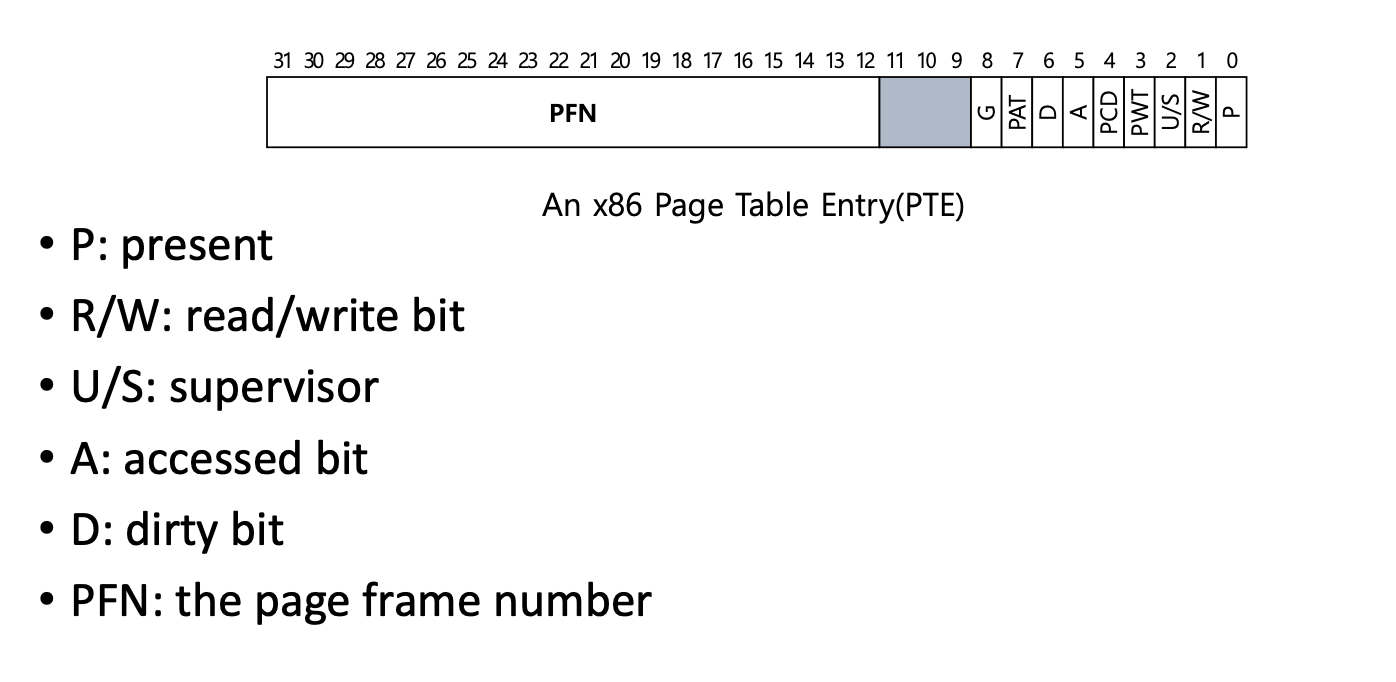 31 30 29 28 27 26 25 24 23 22 21 20 19 18 17 16 15 14 13 12 11 10 9 8 7 6 5 4 3 2 1 0
PFN G PAT D A PCD PWT U/S R/W P
An x86 Page Table Entry(PTE)
• P: present
• R/W: read/write bit
• U/S: supervisor
• A: accessed bit
• D: dirty bit
• PFN: the page frame number